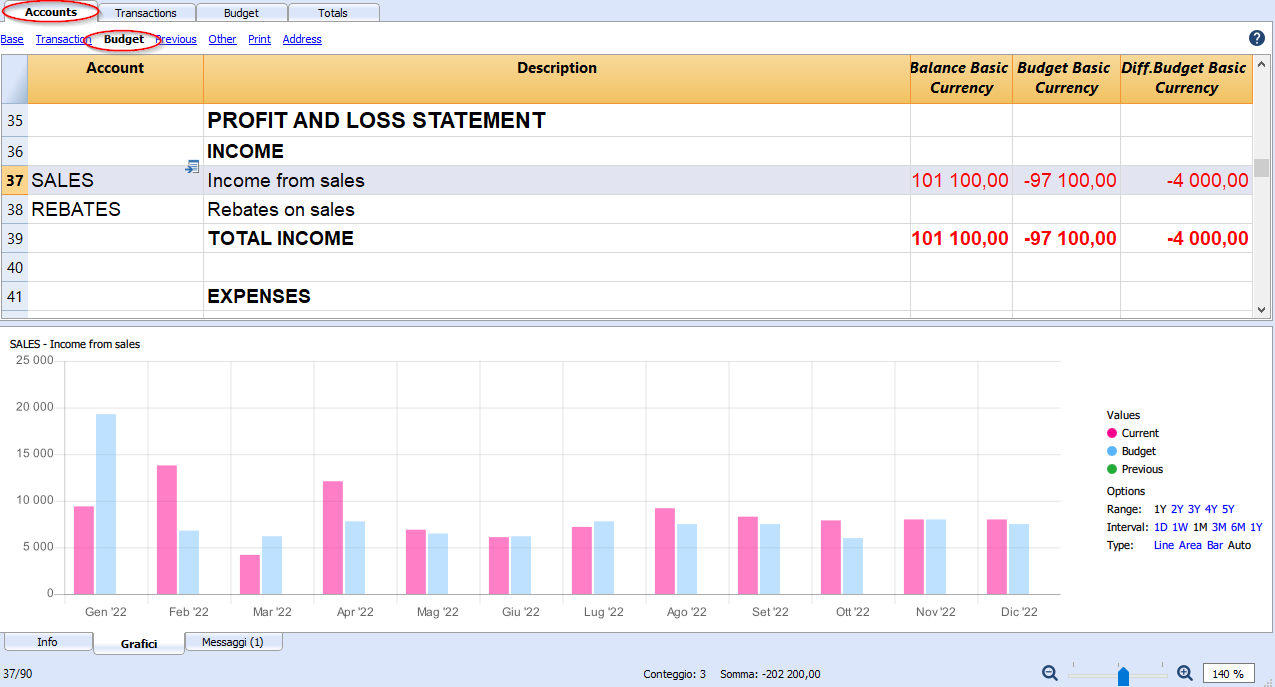 Accounts Transactions Budget Totals
Base Transaction Budget Previous Other Print Address
?
Account Description Balance Basic Currency Budget Basic Currency Diff.Budget Basic Currency
35 PROFIT AND LOSS STATEMENT
36 INCOME
37 SALES Income from sales 101 100,00 -97 100,00 -4 000,00
38 REBATES Rebates on sales
39 TOTAL INCOME 101 100,00 -97 100,00 -4 000,00
40
41 EXPENSES
SALES - Income from sales
25 000
20 000
15 000
10 000
5 000
0
Gen '22 Feb '22 Mar '22 Apr '22 Mag '22 Giu '22 Lug '22 Ago '22 Set '22 Ott '22 Nov '22 Dic '22
Values
Current
Budget
Previous
Options
Range: 1Y 2Y 3Y 4Y 5Y
Interval: 1D 1W 1M 3M 6M 1Y
Type: Line Area Bar Auto
Info Grafici Messaggi (1)
37/90 Conteggio: 3 Somma: -202 200,00 140 %